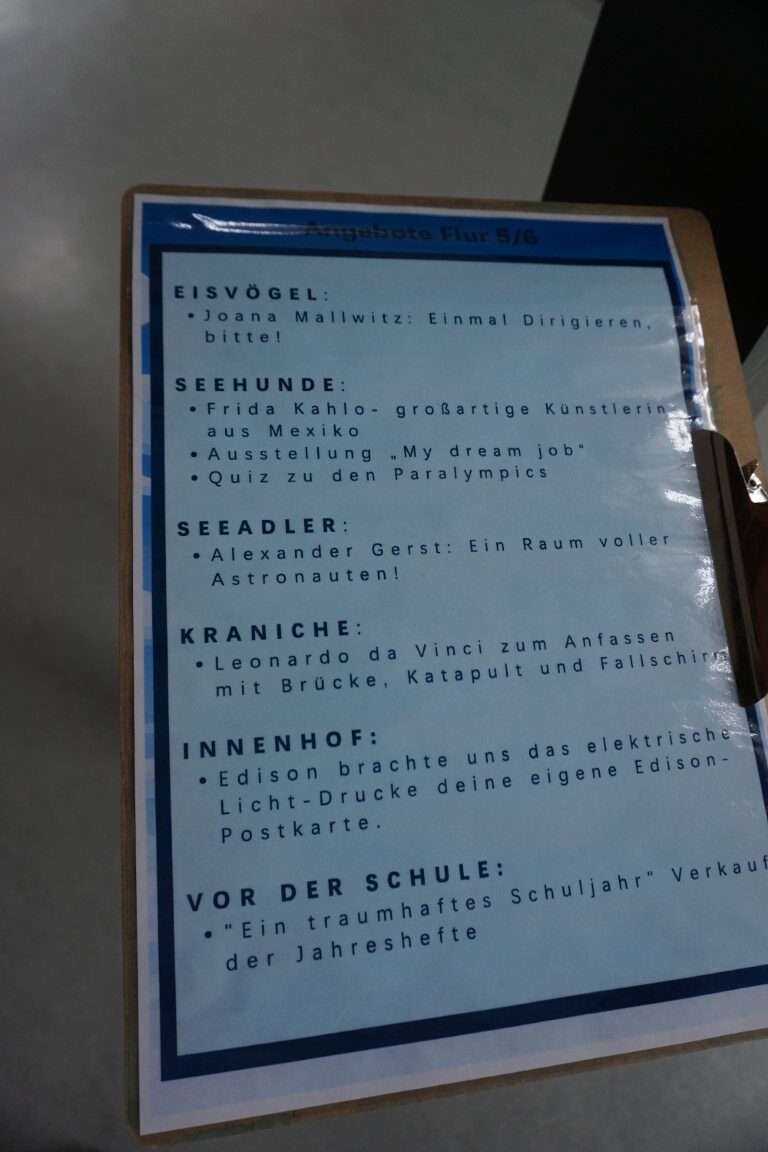 Angebote Flur 5/6
EISVÖGEL:
• Joana Mallwitz: Einmal Dirigieren,
bitte!
SEEHUNDE:
• Frida Kahlo- großartige Künstlerin
aus Mexiko
• Ausstellung „My dream job"
• Quiz zu den Paralympics
SEEADLER:
• Alexander Gerst: Ein Raum voller
Astronauten!
KRANICHE:
• Leonardo da Vinci zum Anfassen
mit Brücke, Katapult und Fallschirm
INNENHOF:
• Edison brachte uns das elektrische
Licht-Drucke deine eigene Edison-
Postkarte.
VOR DER SCHULE:
• "Ein traumhaftes Schuljahr" Verkauf
der Jahreshefte